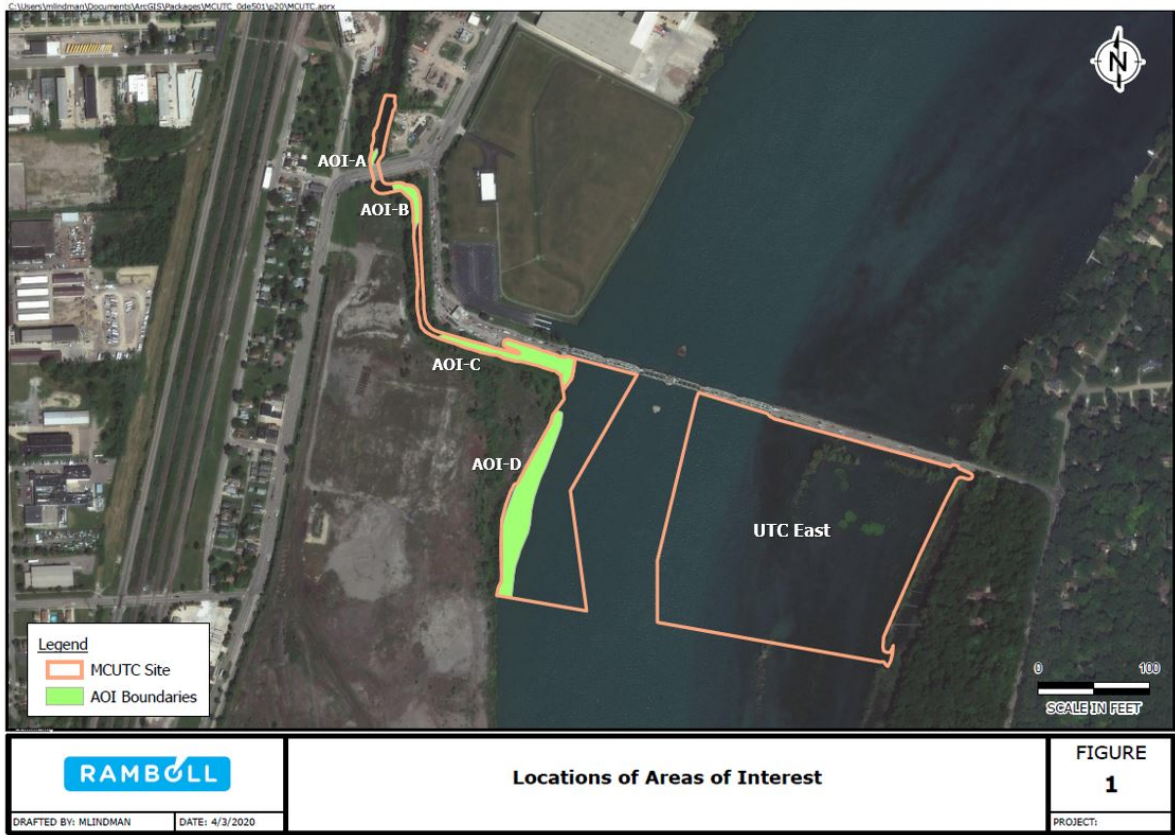 C:\Users\mlindman\Documents\ArcGIS\Packages\MCUTC_0de501\p20\MCUTC.aprx
N
AOI-A
AOI-B
AOI-C
AOI-D
UTC East
Legend
MCUTC Site
AOI Boundaries
0 100
SCALE IN FEET
RAMBOLL
DRAFTED BY: MLINDMAN
DATE: 4/3/2020
Locations of Areas of Interest
FIGURE
1
PROJECT: